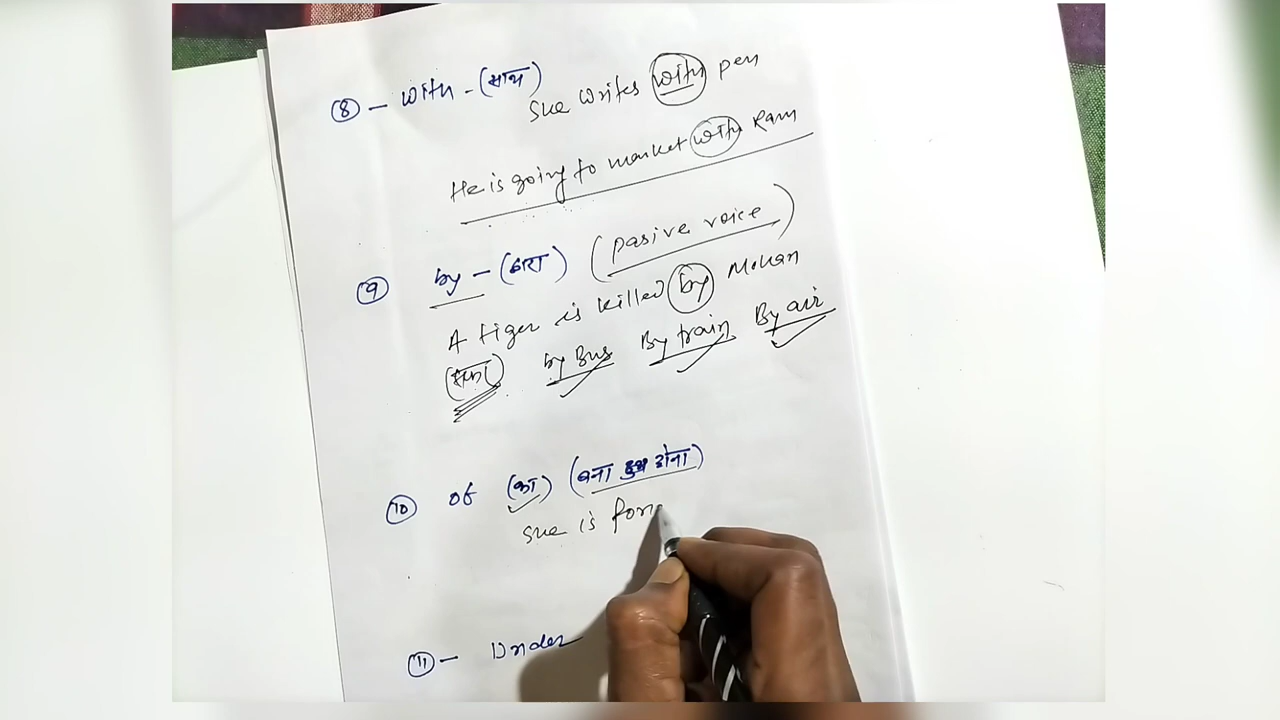 ⑧ - with - (साथ)
She writes with pen
He is going to market with Ram
⑨ by - (द्वारा) (pasive voice)
A tiger is killed by Mohan
by Bus By train By air
⑩ of (का) (बना हुआ होना)
She is fon
⑪ - Under